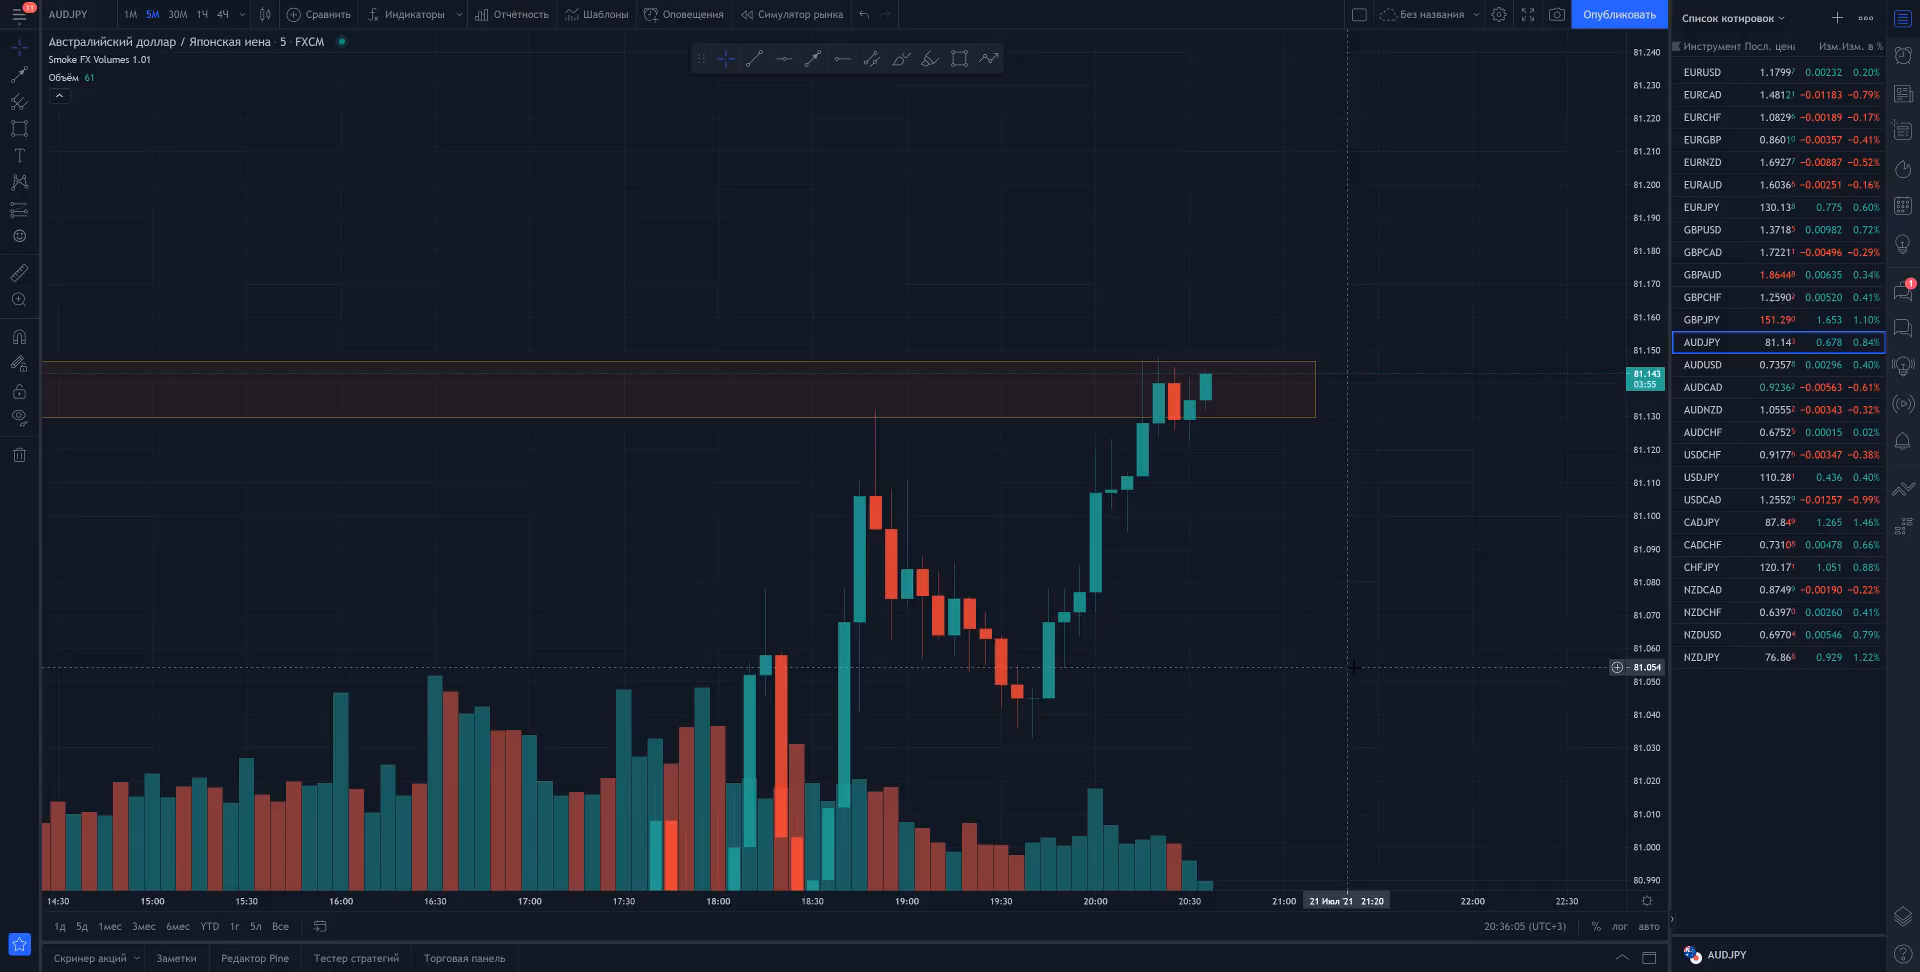 11
AUDJPY 1М 5М 30М 1Ч 4Ч Сравнить Индикаторы Отчётность Шаблоны Оповещения Симулятор рынка Без названия Опубликовать
Австралийский доллар / Японская иена · 5 · FXCM
Smoke FX Volumes 1.01
Объём 61
81.240
81.230
81.220
81.210
81.200
81.190
81.180
81.170
81.160
81.150
81.143
03:55
81.130
81.120
81.110
81.100
81.090
81.080
81.070
81.060
81.054
81.050
81.040
81.030
81.020
81.010
81.000
80.990
14:30 15:00 15:30 16:00 16:30 17:00 17:30 18:00 18:30 19:00 19:30 20:00 20:30 21:00 21 Июл '21 21:20 22:00 22:30
1д 5д 1мес 3мес 6мес YTD 1г 5л Все 20:36:05 (UTC+3) % лог авто
Скринер акций Заметки Редактор Pine Тестер стратегий Торговая панель
Список котировок
Инструмент Посл. цена Изм. Изм. в %
EURUSD 1.17997 0.00232 0.20%
EURCAD 1.48121 −0.01183 −0.79%
EURCHF 1.08296 −0.00189 −0.17%
EURGBP 0.86010 −0.00357 −0.41%
EURNZD 1.69277 −0.00887 −0.52%
EURAUD 1.60366 −0.00251 −0.16%
EURJPY 130.138 0.775 0.60%
GBPUSD 1.37185 0.00982 0.72%
GBPCAD 1.72211 −0.00496 −0.29%
GBPAUD 1.86448 0.00635 0.34%
GBPCHF 1.25902 0.00520 0.41%
GBPJPY 151.290 1.653 1.10%
AUDJPY 81.143 0.678 0.84%
AUDUSD 0.73578 0.00296 0.40%
AUDCAD 0.92362 −0.00563 −0.61%
AUDNZD 1.05552 −0.00343 −0.32%
AUDCHF 0.67525 0.00015 0.02%
USDCHF 0.91776 −0.00347 −0.38%
USDJPY 110.281 0.436 0.40%
USDCAD 1.25529 −0.01257 −0.99%
CADJPY 87.849 1.265 1.46%
CADCHF 0.73108 0.00478 0.66%
CHFJPY 120.171 1.051 0.88%
NZDCAD 0.87499 −0.00190 −0.22%
NZDCHF 0.63970 0.00260 0.41%
NZDUSD 0.69704 0.00546 0.79%
NZDJPY 76.868 0.929 1.22%
1
AUDJPY